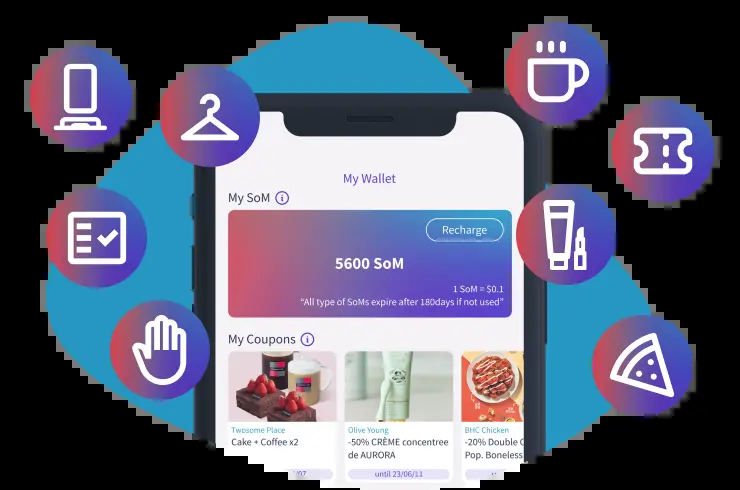 My Wallet
My SoM
Recharge
5600 SoM
1 SoM = $0.1
“All type of SoMs expire after 180days if not used”
My Coupons
Twosome Place
Cake + Coffee x2
Olive Young
-50% CRÈME concentree
de AURORA
until 23/06/11
BHC Chicken
-20% Double C
Pop. Boneless